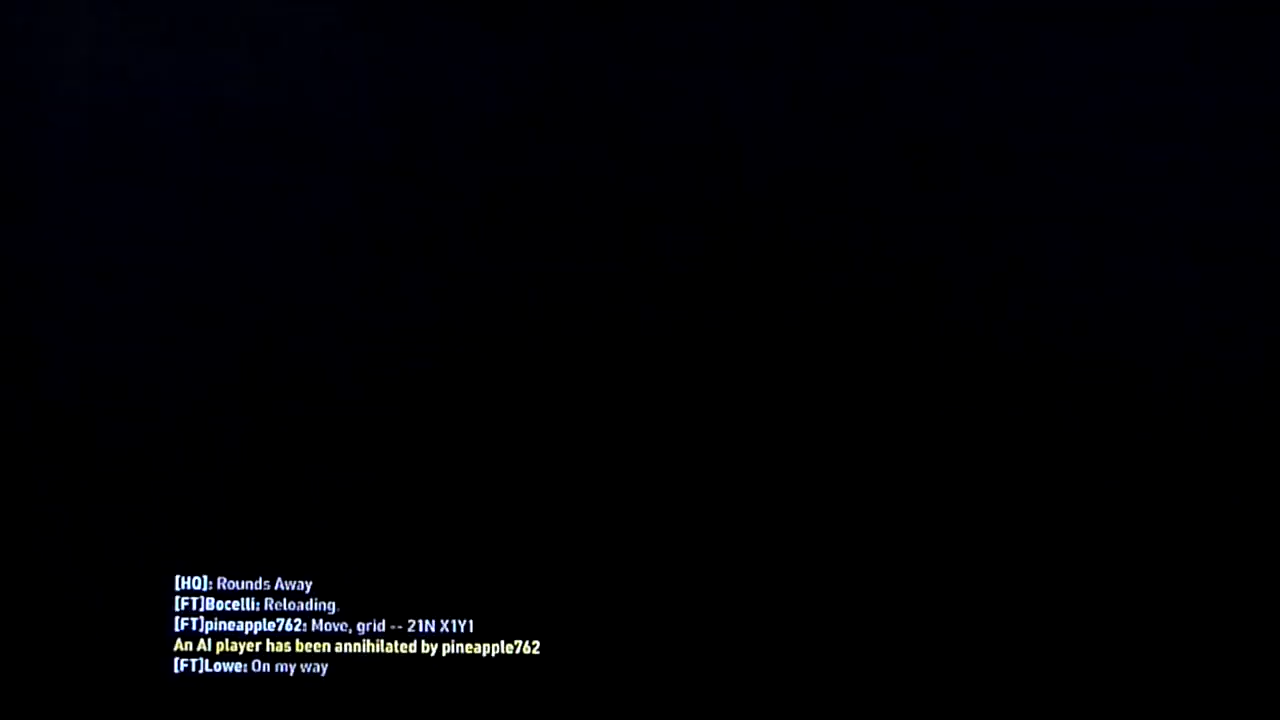 [HQ]: Rounds Away
[FT]Bocelli: Reloading.
[FT]pineapple762: Move, grid -- 21N X1Y1
An AI player has been annihilated by pineapple762
[FT]Lowe: On my way